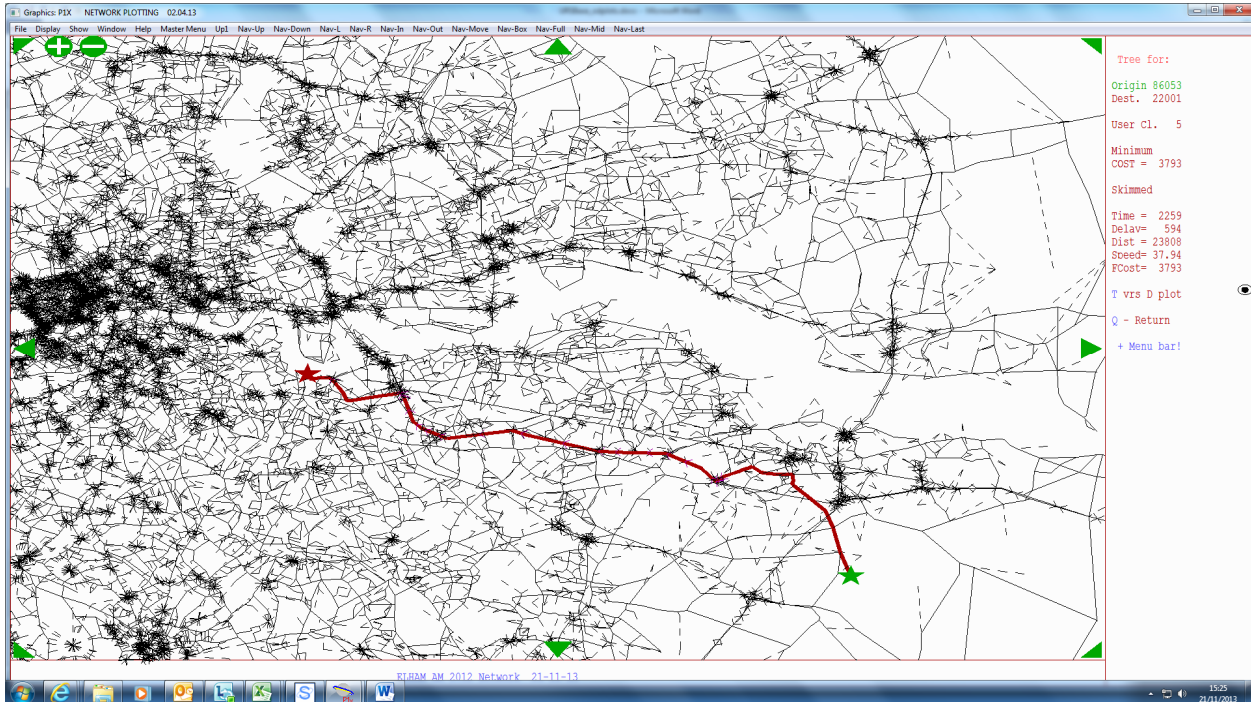 Graphics: P1X NETWORK PLOTTING 02.04.13
File Display Show Window Help Master Menu Up1 Nav-Up Nav-Down Nav-L Nav-R Nav-In Nav-Out Nav-Move Nav-Box Nav-Full Nav-Mid Nav-Last
Tree for:
Origin 86053
Dest. 22001
User Cl. 5
Minimum
COST = 3793
Skimmed
Time = 2259
Delay= 594
Dist = 23808
Speed= 37.94
FCost= 3793
T vrs D plot
Q - Return
+ Menu bar!
ELHAM AM 2012 Network 21-11-13
15:25
21/11/2013